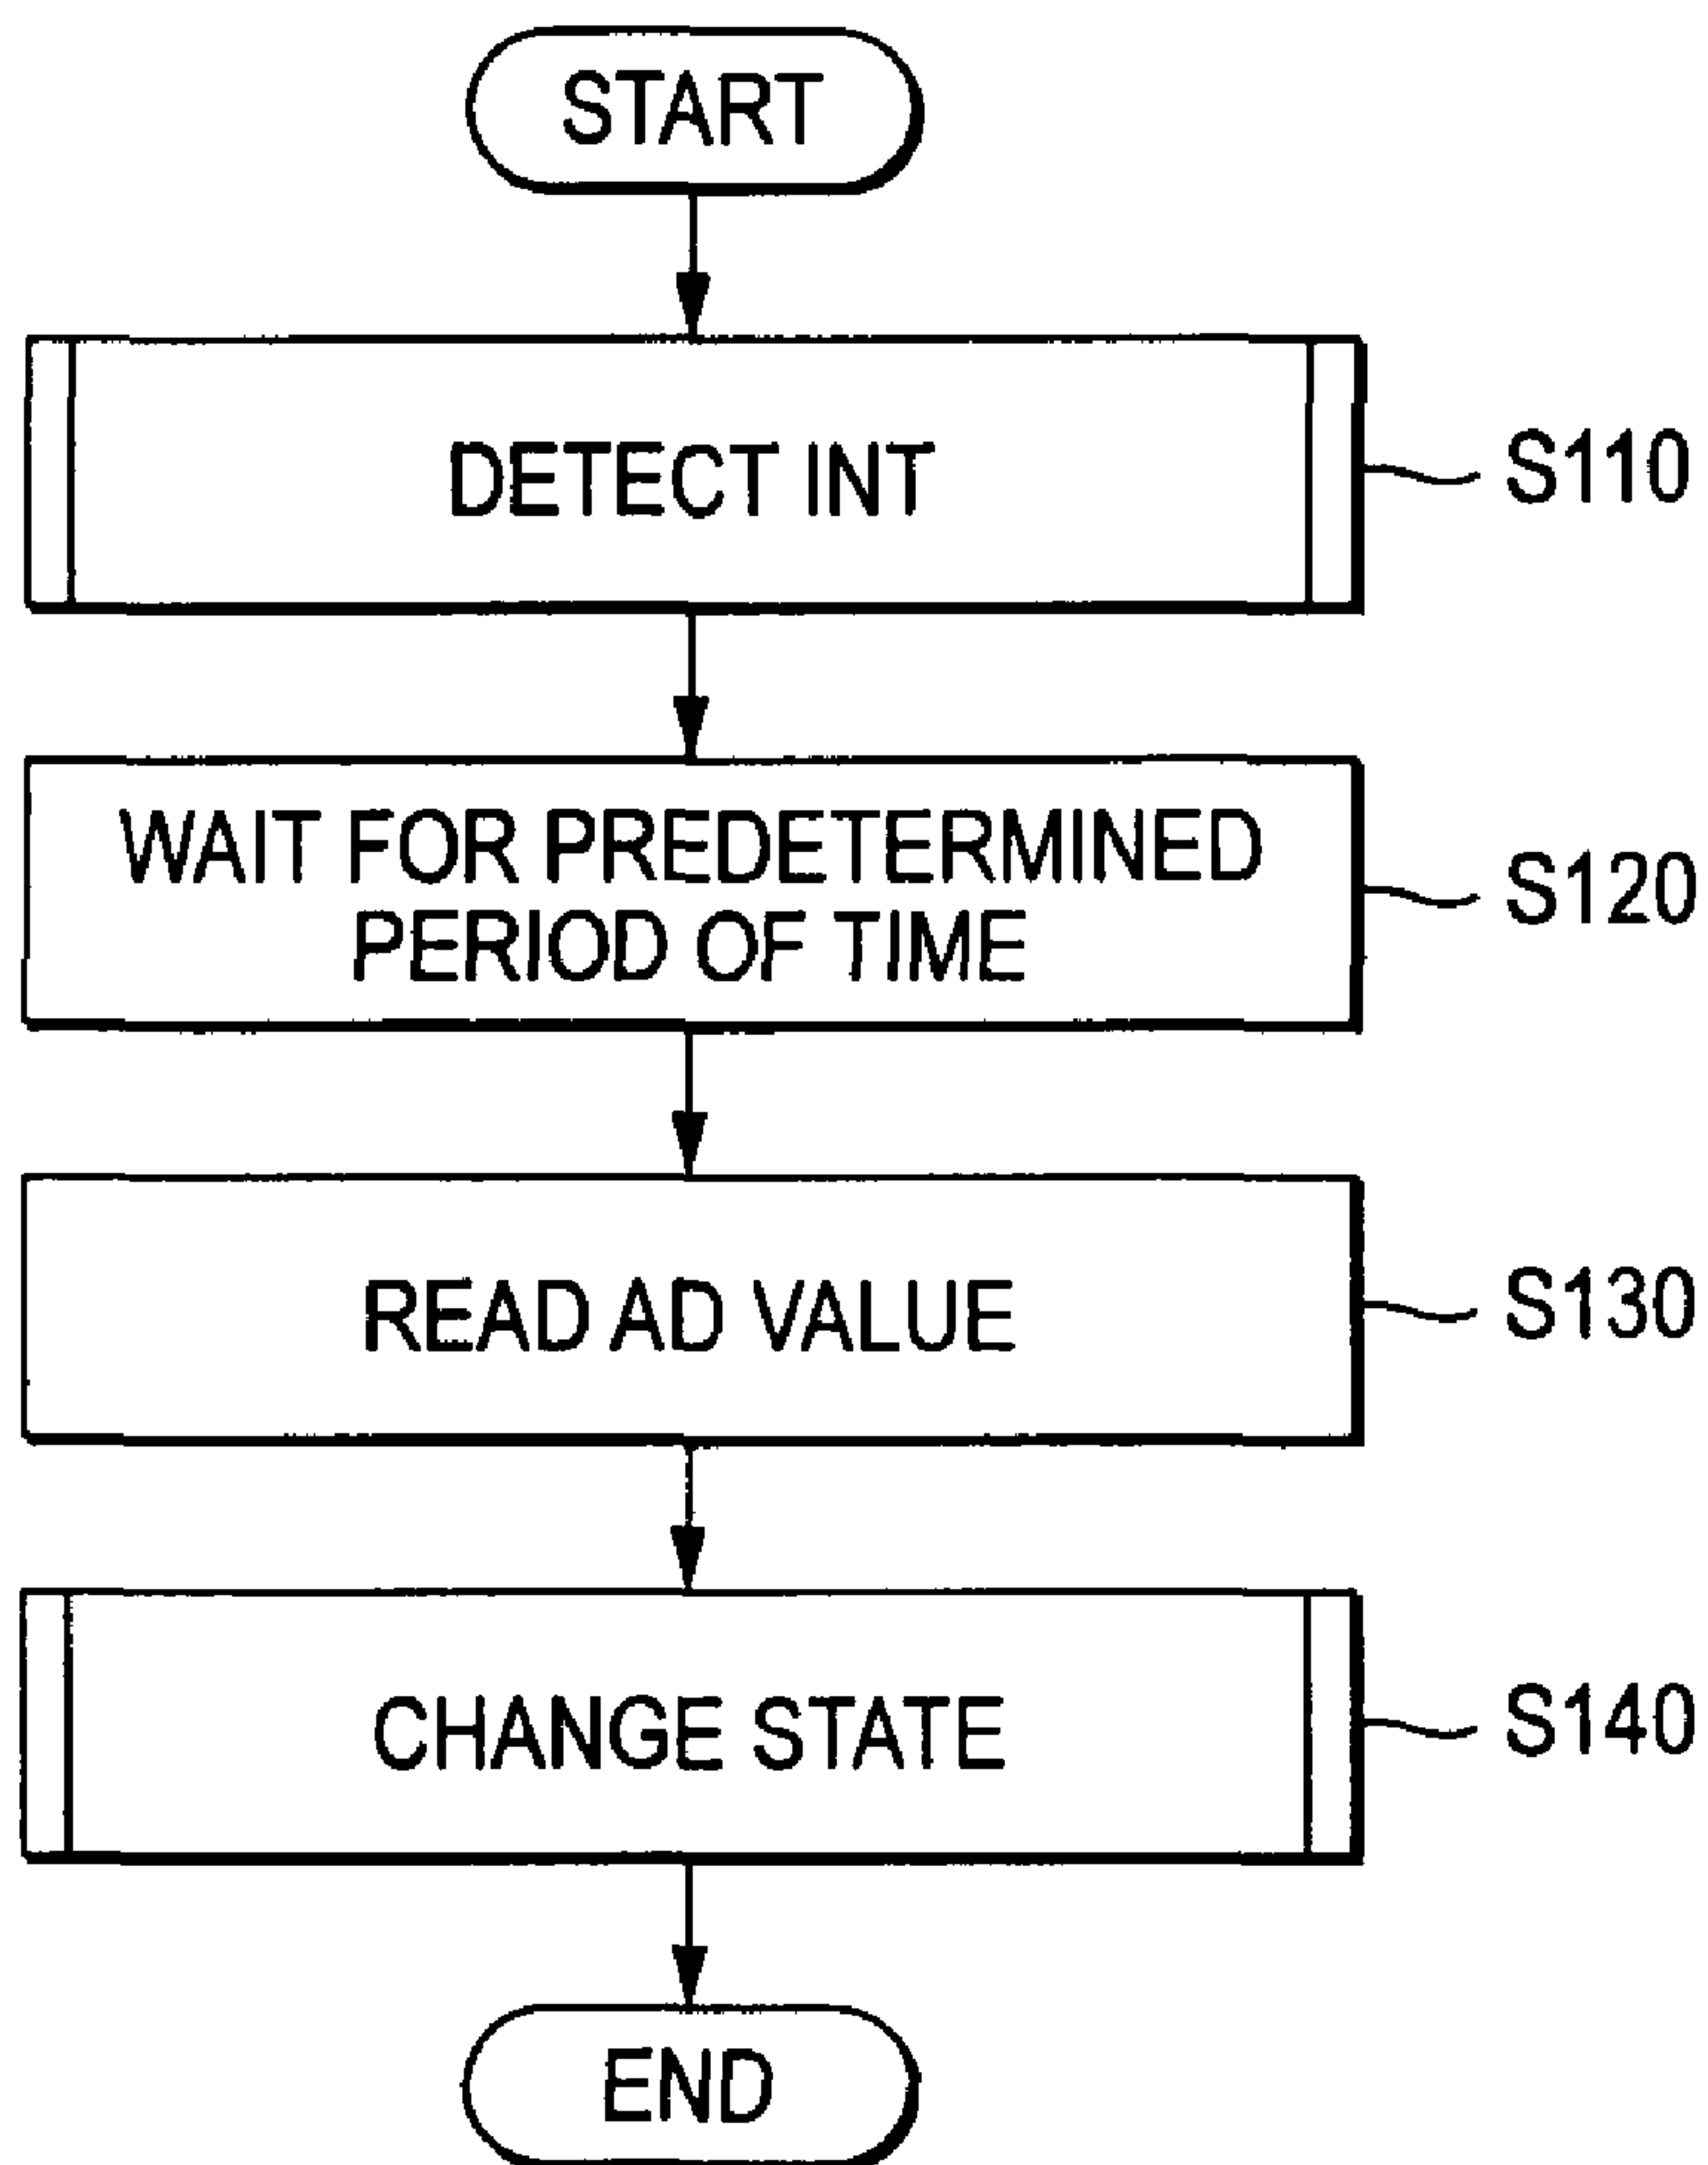 START
DETECT INT
S110
WAIT FOR PREDETERMINED
PERIOD OF TIME
S120
READ AD VALUE
S130
CHANGE STATE
S140
END